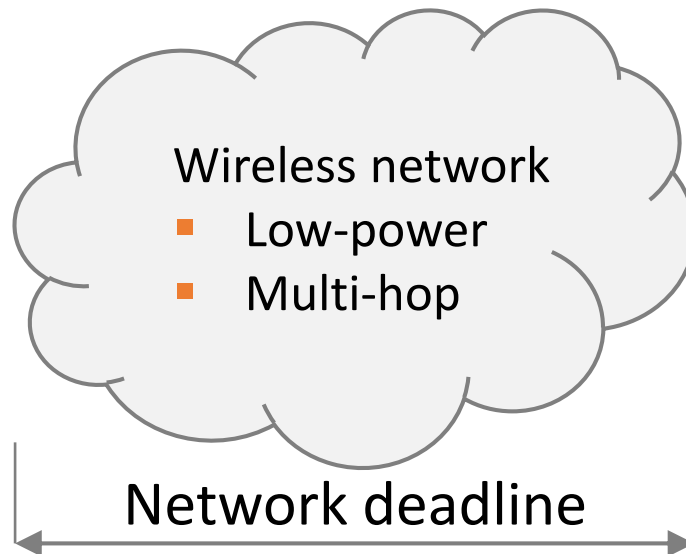 Wireless network
▪ Low-power
▪ Multi-hop
Network deadline